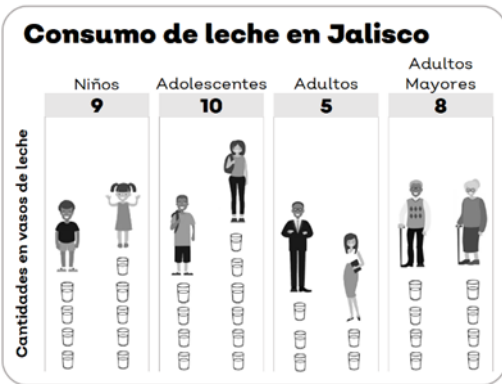 Consumo de leche en Jalisco
Niños
9
Adolescentes
10
Adultos
5
Adultos
Mayores
8
Cantidades en vasos de leche